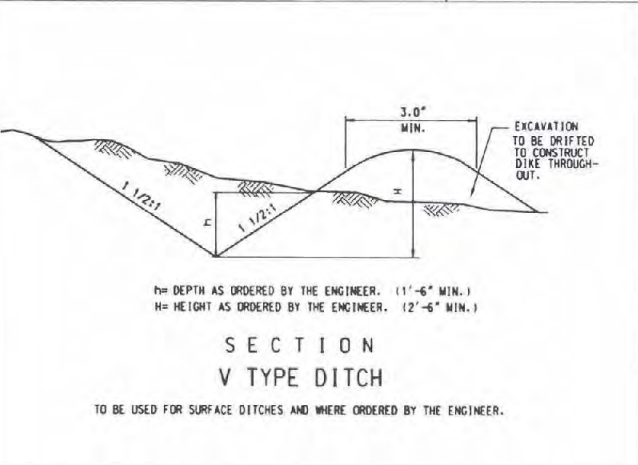 3.0"
MIN.
EXCAVATION
TO BE DRIFTED
TO CONSTRUCT
DIKE THROUGH-
OUT.
1 1/2:1
h
1 1/2:1
H
h= DEPTH AS ORDERED BY THE ENGINEER. (1'-6" MIN.)
H= HEIGHT AS ORDERED BY THE ENGINEER. (2'-6" MIN.)
SECTION
V TYPE DITCH
TO BE USED FOR SURFACE DITCHES AND WHERE ORDERED BY THE ENGINEER.